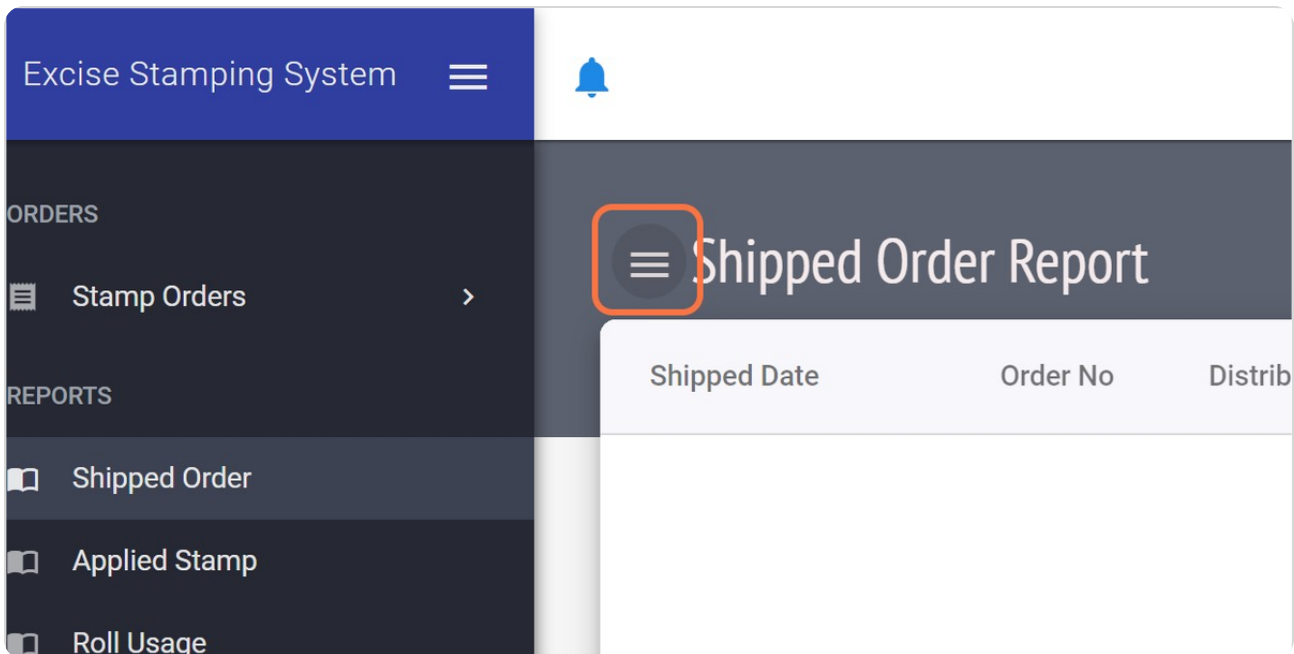 Excise Stamping System
ORDERS
Stamp Orders
REPORTS
Shipped Order
Applied Stamp
Roll Usage
Shipped Order Report
Shipped Date Order No Distrib